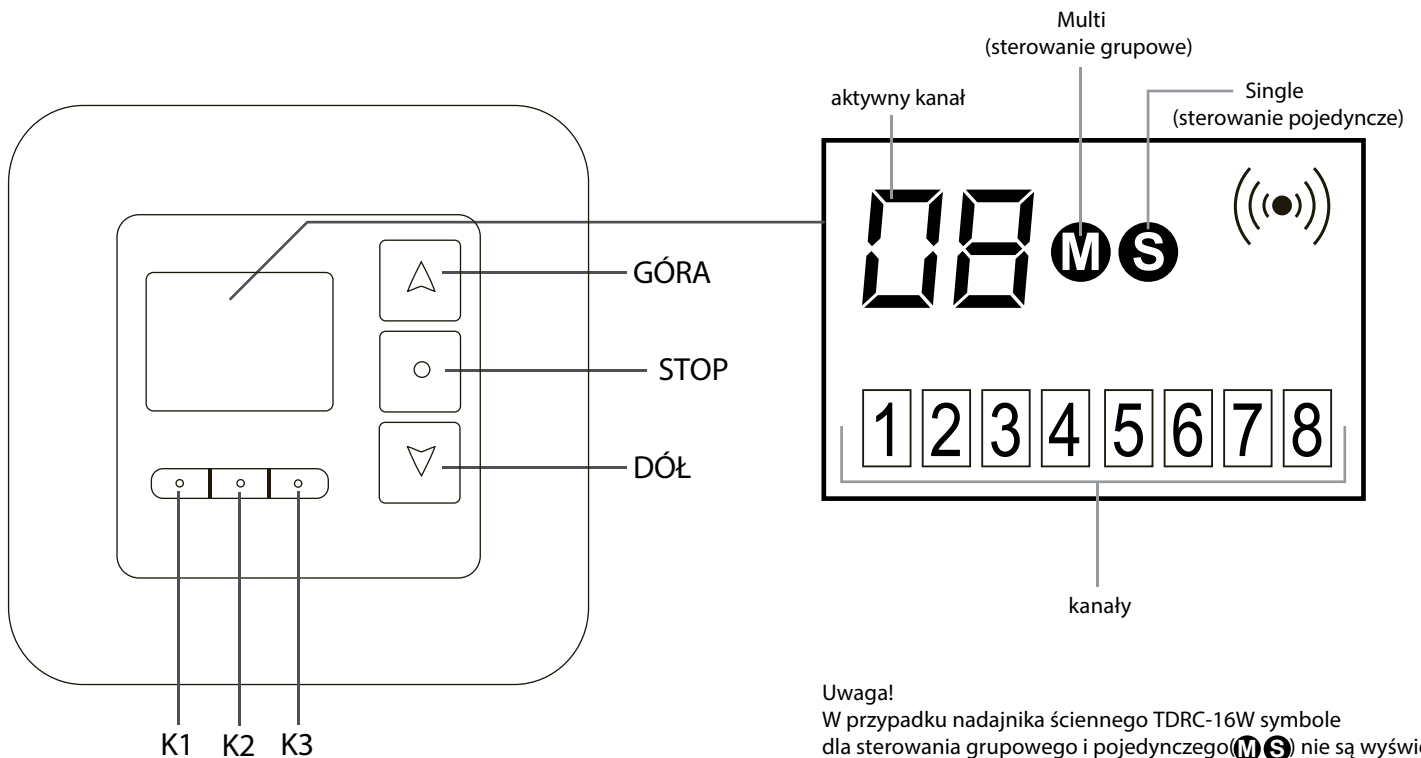 Multi
(sterowanie grupowe)
aktywny kanał
Single
(sterowanie pojedyncze)
08 M S
GÓRA
STOP
DÓŁ
1 2 3 4 5 6 7 8
kanały
K1 K2 K3
Uwaga!
W przypadku nadajnika ściennego TDRC-16W symbole
dla sterowania grupowego i pojedynczego(M S) nie są